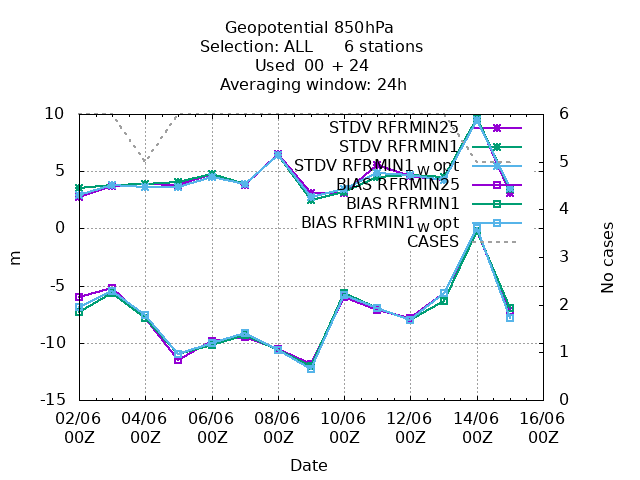 Geopotential 850hPa
Selection: ALL 6 stations
Used 00 + 24
Averaging window: 24h
10
5
0
-5
-10
-15
m
6
5
4
3
2
1
0
No cases
STDV RFRMIN25
STDV RFRMIN1
STDV RFRMIN1_W opt
BIAS RFRMIN25
BIAS RFRMIN1
BIAS RFRMIN1_W opt
CASES
02/06 04/06 06/06 08/06 10/06 12/06 14/06 16/06
00Z 00Z 00Z 00Z 00Z 00Z 00Z 00Z
Date